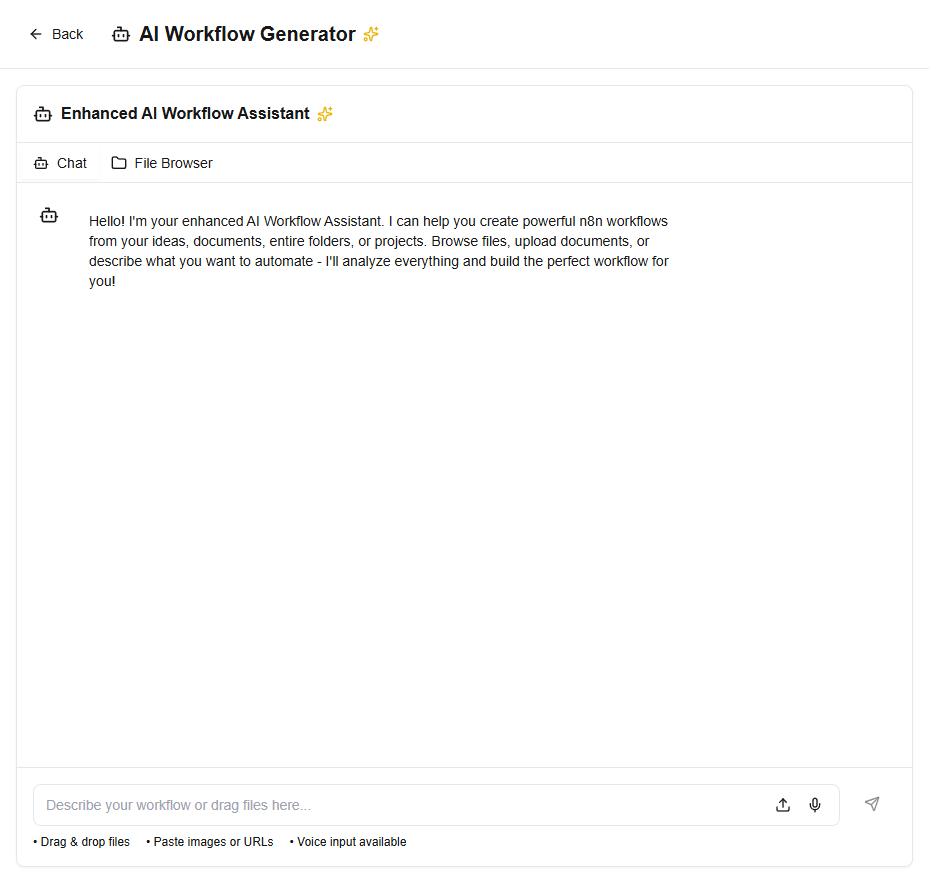 Back
AI Workflow Generator
Enhanced AI Workflow Assistant
Chat
File Browser
Hello! I'm your enhanced AI Workflow Assistant. I can help you create powerful n8n workflows
from your ideas, documents, entire folders, or projects. Browse files, upload documents, or
describe what you want to automate - I'll analyze everything and build the perfect workflow for
you!
Describe your workflow or drag files here...
• Drag & drop files
• Paste images or URLs
• Voice input available